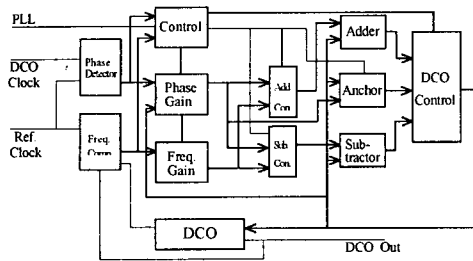 PLL
DCO
Clock
Ref.
Clock
Phase
Detector
Freq.
Comp.
Control
Phase
Gain
Freq.
Gain
Add
Con.
Sub
Con.
Adder
Anchor
Sub-
tractor
DCO
Control
DCO
DCO Out